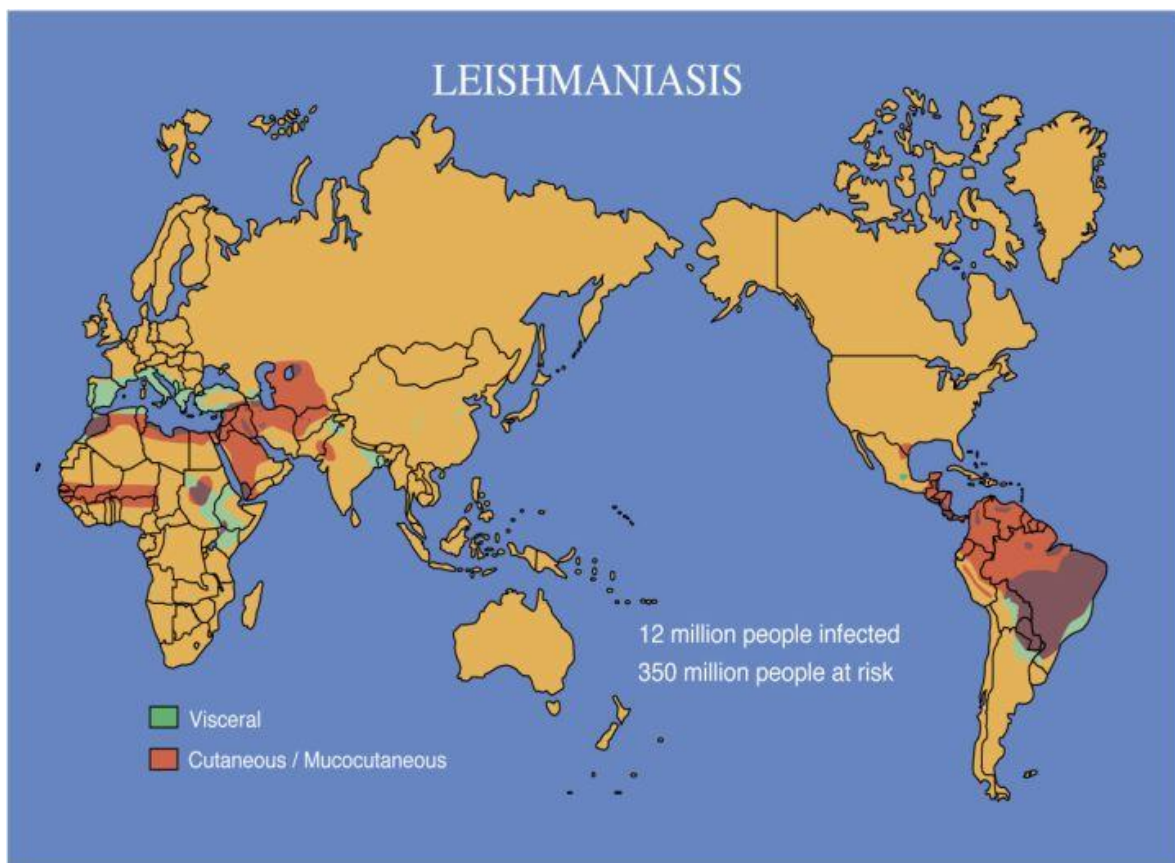 LEISHMANIASIS
12 million people infected
350 million people at risk
Visceral
Cutaneous / Mucocutaneous